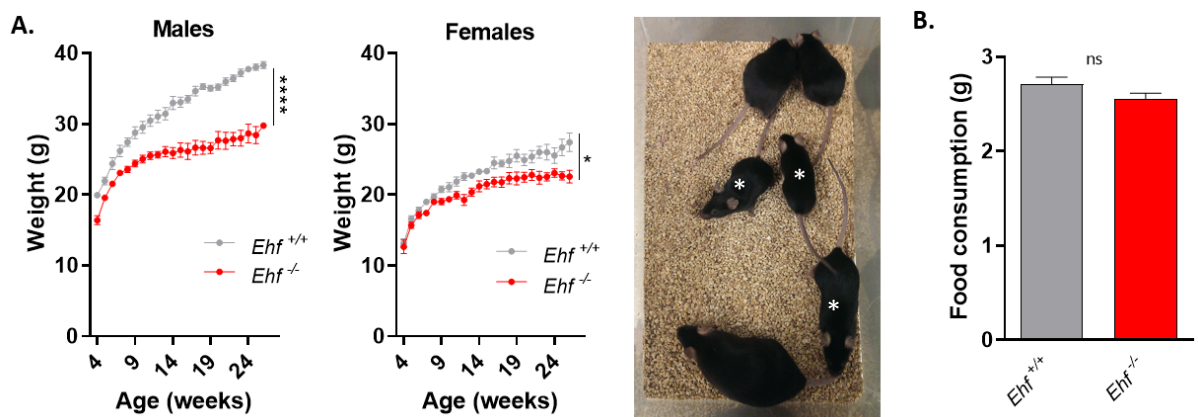 A.
Males
Weight (g)
40
30
20
10
0
4
9
14
19
24
Age (weeks)
****
Ehf +/+
Ehf -/-
Females
Weight (g)
40
30
20
10
0
4
9
14
19
24
Age (weeks)
*
Ehf +/+
Ehf -/-
*
*
*
B.
Food consumption (g)
3
2
1
0
ns
Ehf +/+
Ehf -/-